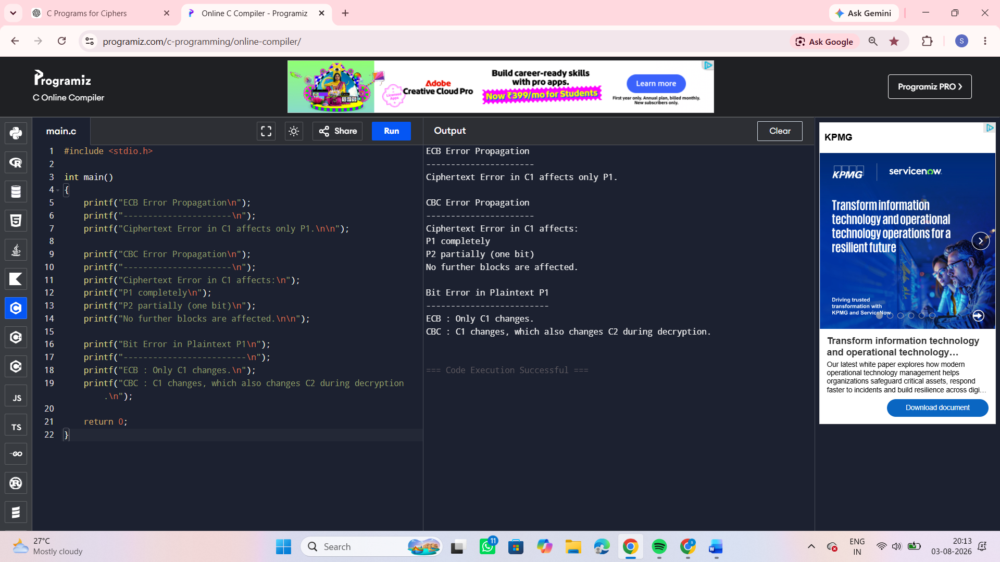 C Programs for Ciphers
Online C Compiler - Programiz
Ask Gemini
programiz.com/c-programming/online-compiler/
Ask Google
S
Programiz
C Online Compiler
Adobe
Creative Cloud Pro
Licensed
Apps
Build career-ready skills
with pro apps.
Now ₹399/mo for Students
Learn more
First year only. Annual plan, billed monthly.
New subscribers only.
Programiz PRO
main.c
Share
Run
Output
Clear
1 #include <stdio.h>
2
3 int main()
4 {
5 printf("ECB Error Propagation\n");
6 printf("----------------------\n");
7 printf("Ciphertext Error in C1 affects only P1.\n\n");
8
9 printf("CBC Error Propagation\n");
10 printf("----------------------\n");
11 printf("Ciphertext Error in C1 affects:\n");
12 printf("P1 completely\n");
13 printf("P2 partially (one bit)\n");
14 printf("No further blocks are affected.\n\n");
15
16 printf("Bit Error in Plaintext P1\n");
17 printf("-------------------------\n");
18 printf("ECB : Only C1 changes.\n");
19 printf("CBC : C1 changes, which also changes C2 during decryption
.\n");
20
21 return 0;
22 }
ECB Error Propagation
----------------------
Ciphertext Error in C1 affects only P1.
CBC Error Propagation
----------------------
Ciphertext Error in C1 affects:
P1 completely
P2 partially (one bit)
No further blocks are affected.
Bit Error in Plaintext P1
-------------------------
ECB : Only C1 changes.
CBC : C1 changes, which also changes C2 during decryption.
=== Code Execution Successful ===
KPMG
KPMG
servicenow
Transform information
technology and operational
technology operations for a
resilient future
Driving trusted
transformation with
KPMG and ServiceNow
Transform information technology
and operational technology…
Our latest white paper explores how modern
operational technology management helps
organizations safeguard critical assets, respond
faster to incidents and build resilience across digi…
Download document
R
5
JS
TS
GO
27°C
Mostly cloudy
Search
11
W
ENG
IN
20:13
03-08-2026